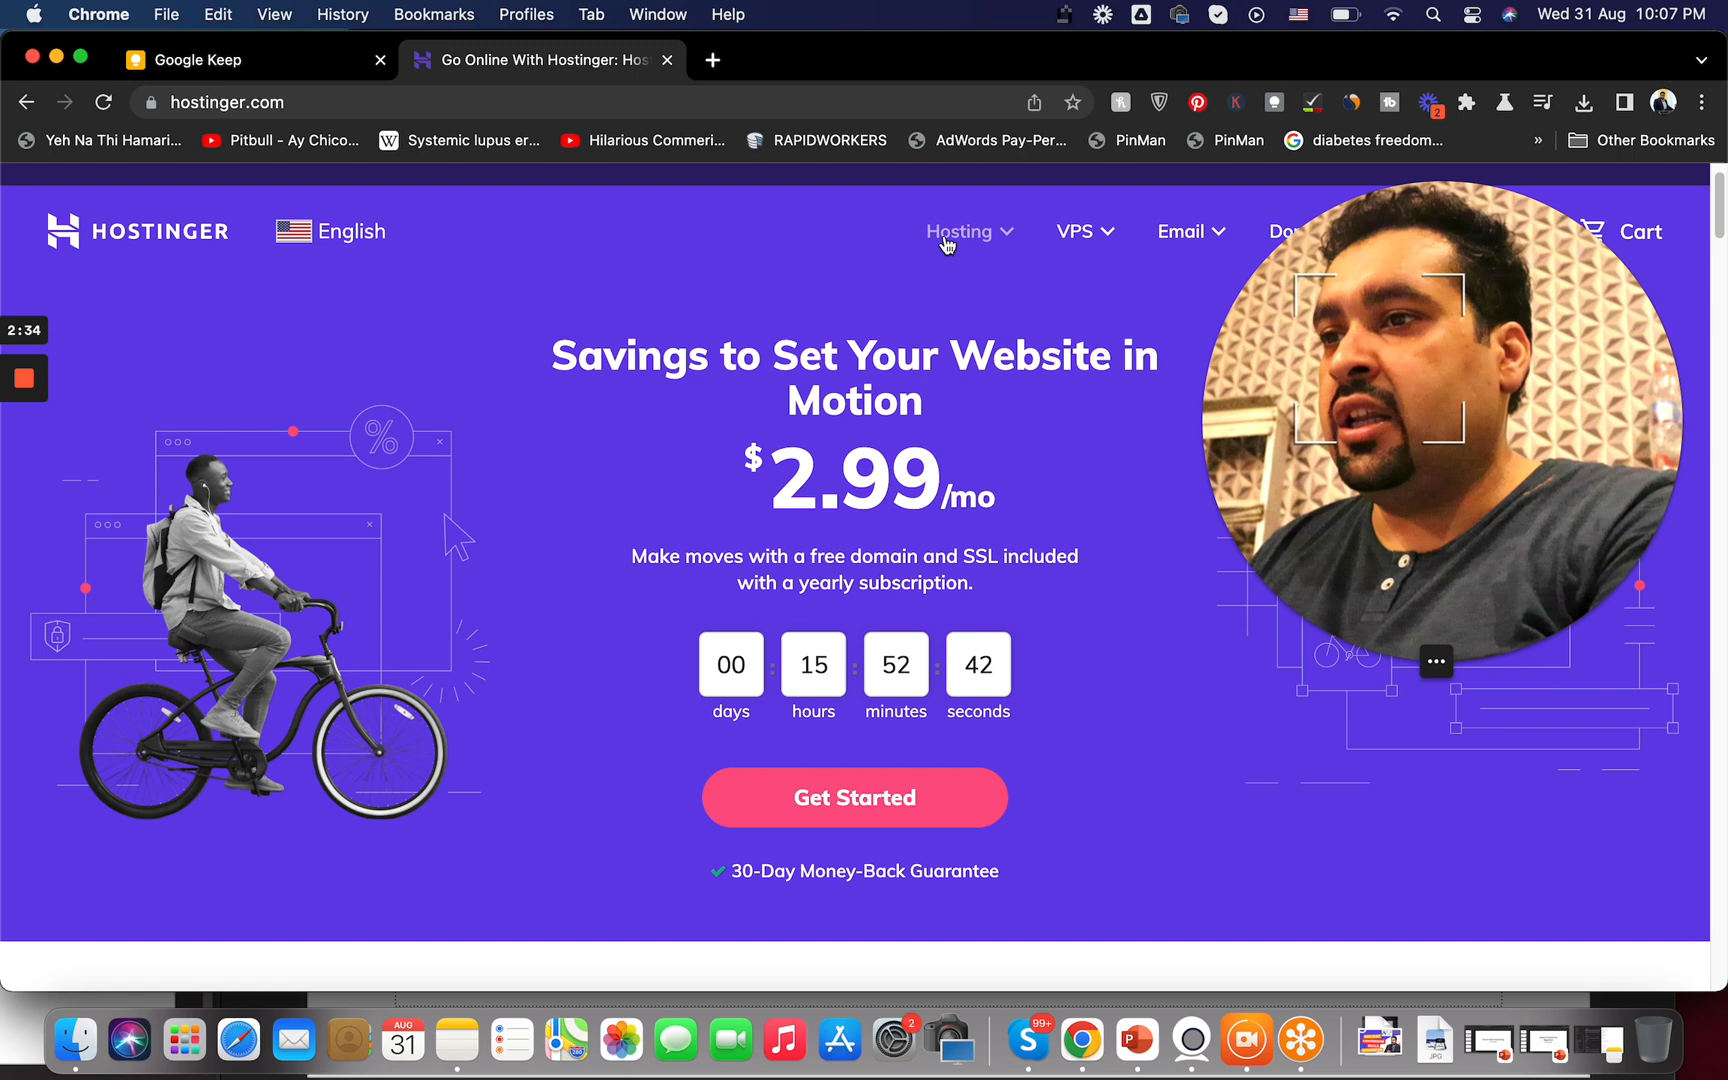 Chrome File Edit View History Bookmarks Profiles Tab Window Help
Wed 31 Aug 10:07 PM
Google Keep
Go Online With Hostinger: Hos
hostinger.com
2
Yeh Na Thi Hamari...
Pitbull - Ay Chico...
Systemic lupus er...
Hilarious Commeri...
RAPIDWORKERS
AdWords Pay-Per...
PinMan
PinMan
diabetes freedom...
»
Other Bookmarks
HOSTINGER
English
Hosting
VPS
Email
Cart
2:34
Savings to Set Your Website in
Motion
$2.99/mo
Make moves with a free domain and SSL included
with a yearly subscription.
00 : 15 : 52 : 42
days hours minutes seconds
Get Started
30-Day Money-Back Guarantee
%
AUG
31
2
99+
JPG